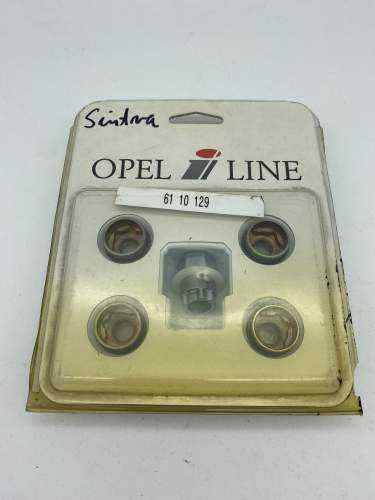 Sintra
OPEL i LINE
61 10 129